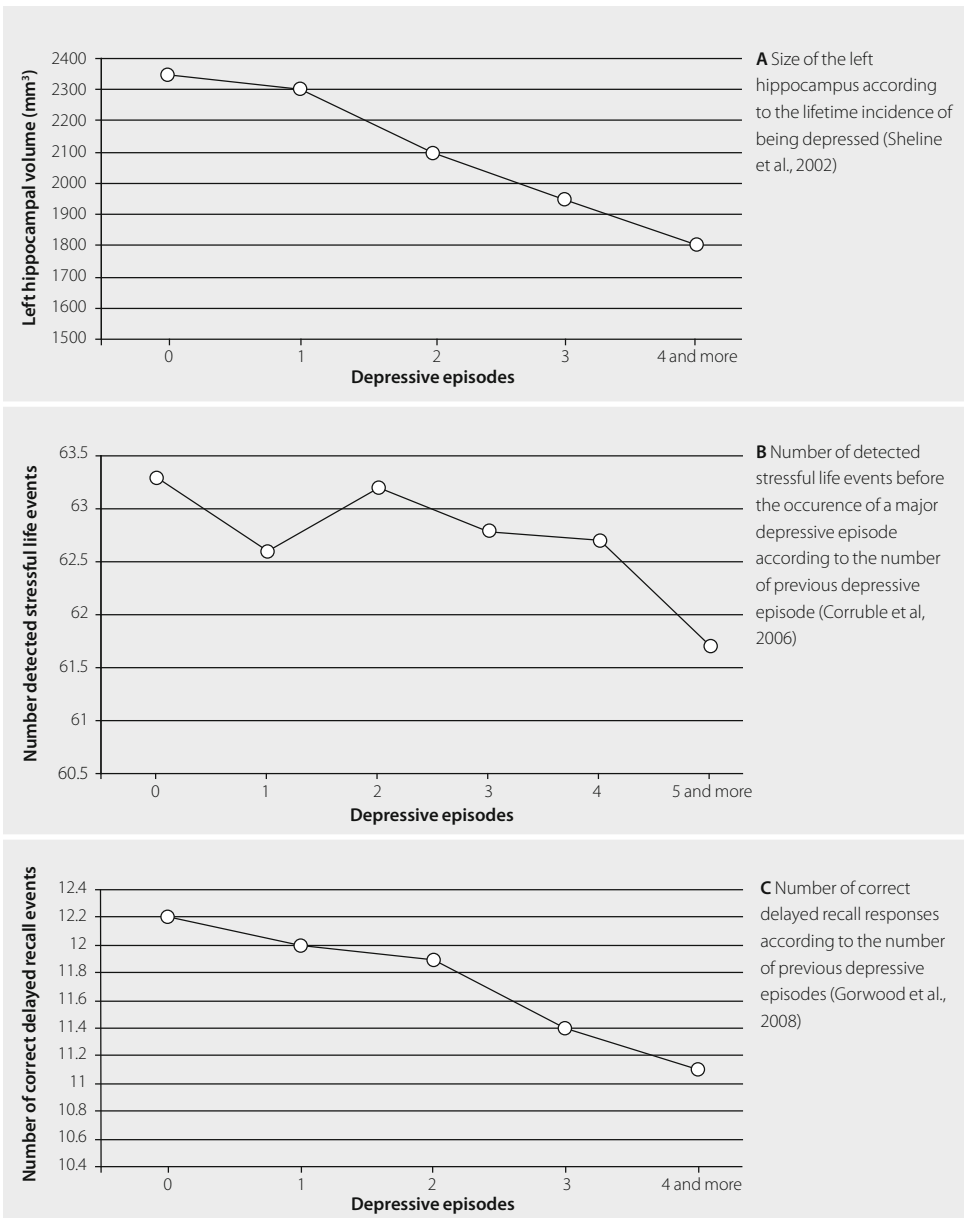 2400
2300
2200
2100
2000
1900
1800
1700
1600
1500
Left hippocampal volume (mm³)
0 1 2 3 4 and more
Depressive episodes
A Size of the left
hippocampus according
to the lifetime incidence of
being depressed (Sheline
et al., 2002)
63.5
63
62.5
62
61.5
61
60.5
Number detected stressful life events
0 1 2 3 4 5 and more
Depressive episodes
B Number of detected
stressful life events before
the occurence of a major
depressive episode
according to the number
of previous depressive
episode (Corruble et al,
2006)
12.4
12.2
12
11.8
11.6
11.4
11.2
11
10.8
10.6
10.4
Number of correct delayed recall events
0 1 2 3 4 and more
Depressive episodes
C Number of correct
delayed recall responses
according to the number
of previous depressive
episodes (Gorwood et al.,
2008)